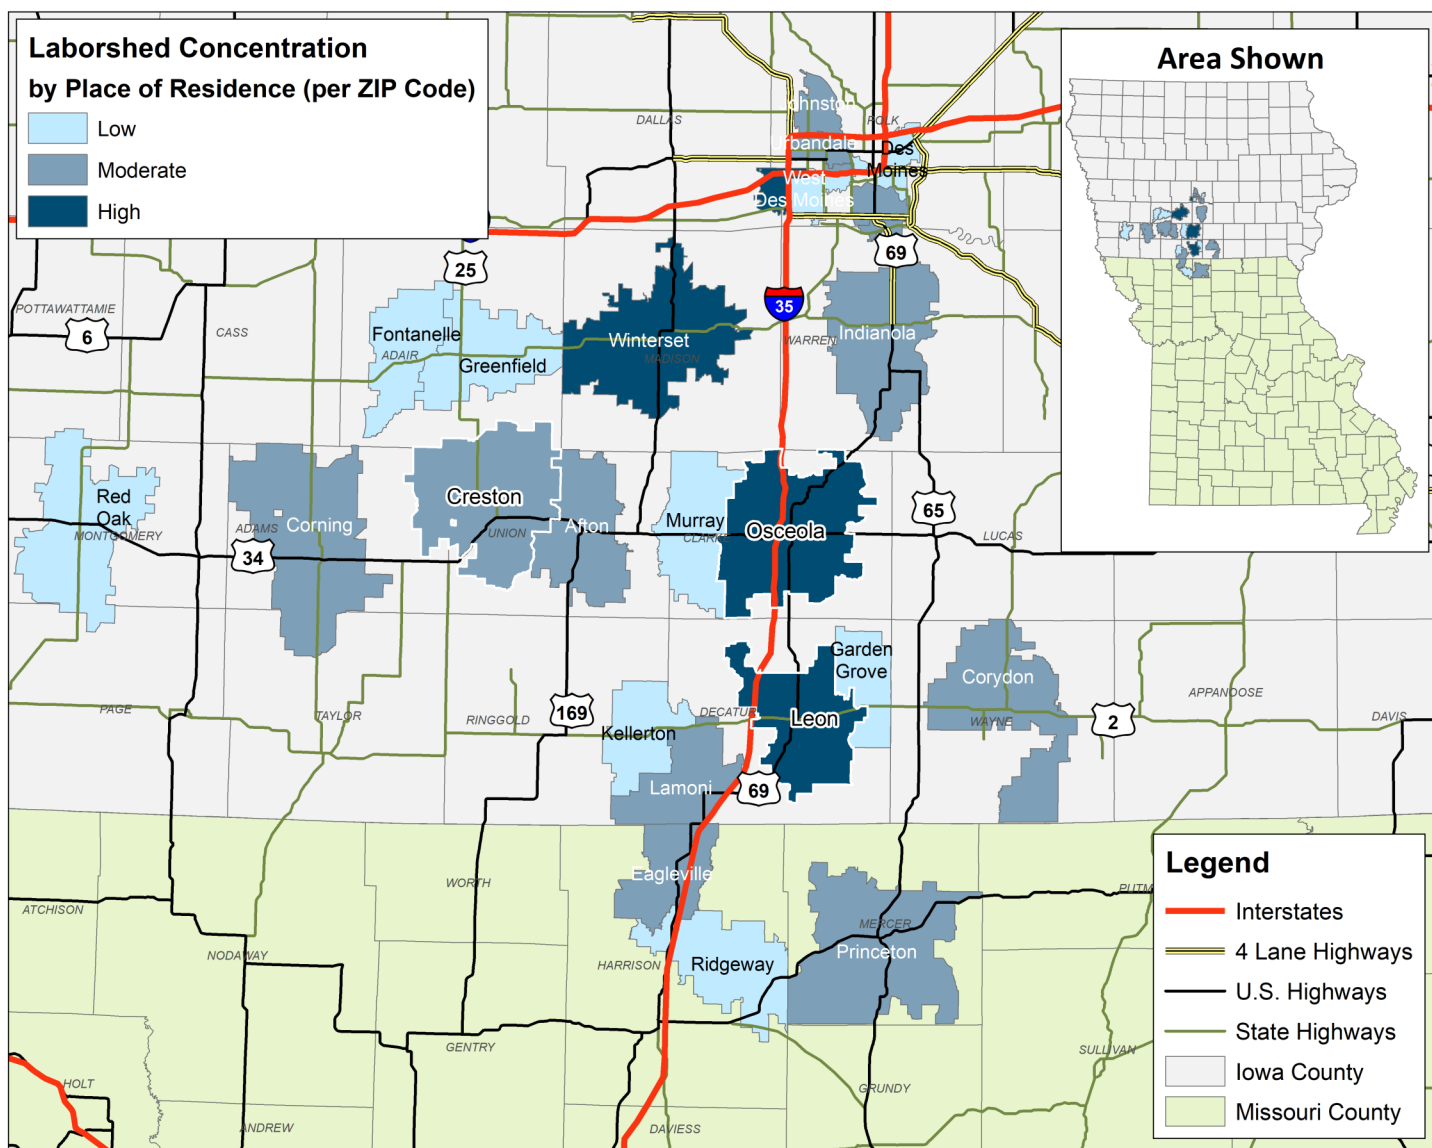 Laborshed Concentration
by Place of Residence (per ZIP Code)
Low
Moderate
High
Area Shown
Johnston
DALLAS
POLK
Urbandale
Des
Moines
West
Des Moines
69
25
35
POTTAWATTAMIE
6
CASS
Fontanelle
ADAIR
Greenfield
Winterset
MADISON
WARREN
Indianola
Red
Oak
MONTGOMERY
ADAMS
Corning
34
Creston
UNION
Afton
Murray
CLARKE
Osceola
65
LUCAS
Garden
Grove
Corydon
WAYNE
APPANOOSE
DAVIS
2
PAGE
TAYLOR
RINGGOLD
169
Kellerton
DECATUR
Leon
Lamoni
69
Eagleville
WORTH
ATCHISON
NODAWAY
HARRISON
Ridgeway
MERCER
Princeton
PUTM
GENTRY
SULLIVAN
HOLT
GRUNDY
ANDREW
DAVIESS
Legend
Interstates
4 Lane Highways
U.S. Highways
State Highways
Iowa County
Missouri County